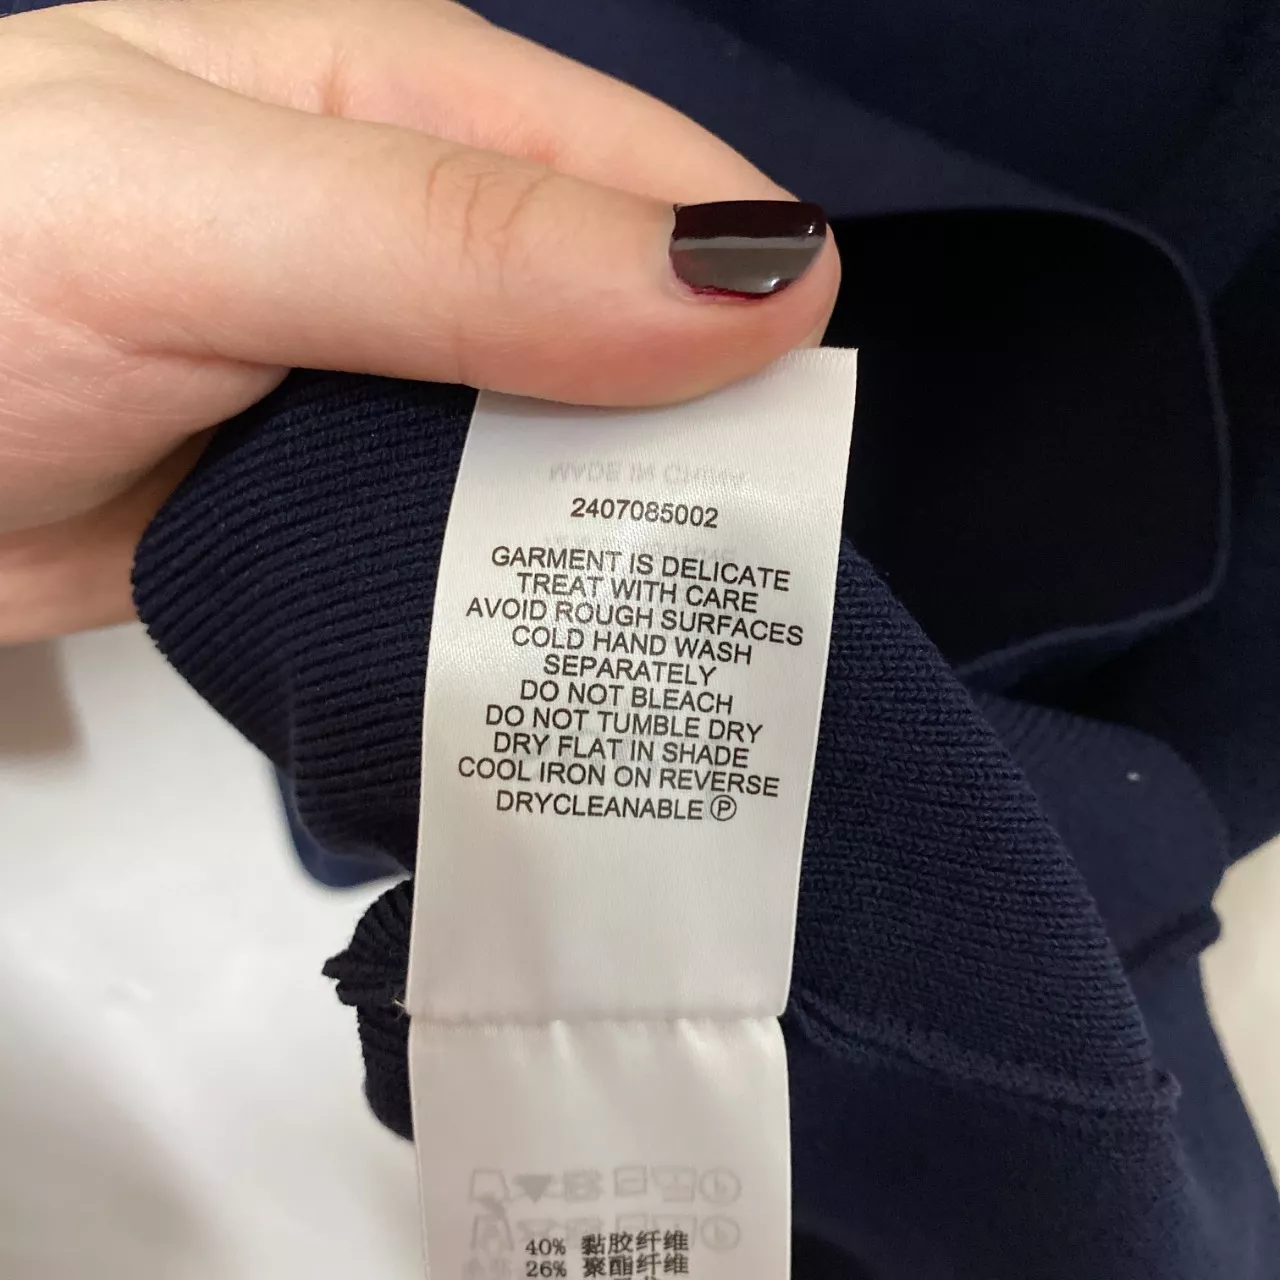 MADE IN CHINA
2407085002
GARMENT IS DELICATE
TREAT WITH CARE
AVOID ROUGH SURFACES
COLD HAND WASH
SEPARATELY
DO NOT BLEACH
DO NOT TUMBLE DRY
DRY FLAT IN SHADE
COOL IRON ON REVERSE
DRYCLEANABLE Ⓟ
40% 黏胶纤维
26% 聚酯纤维